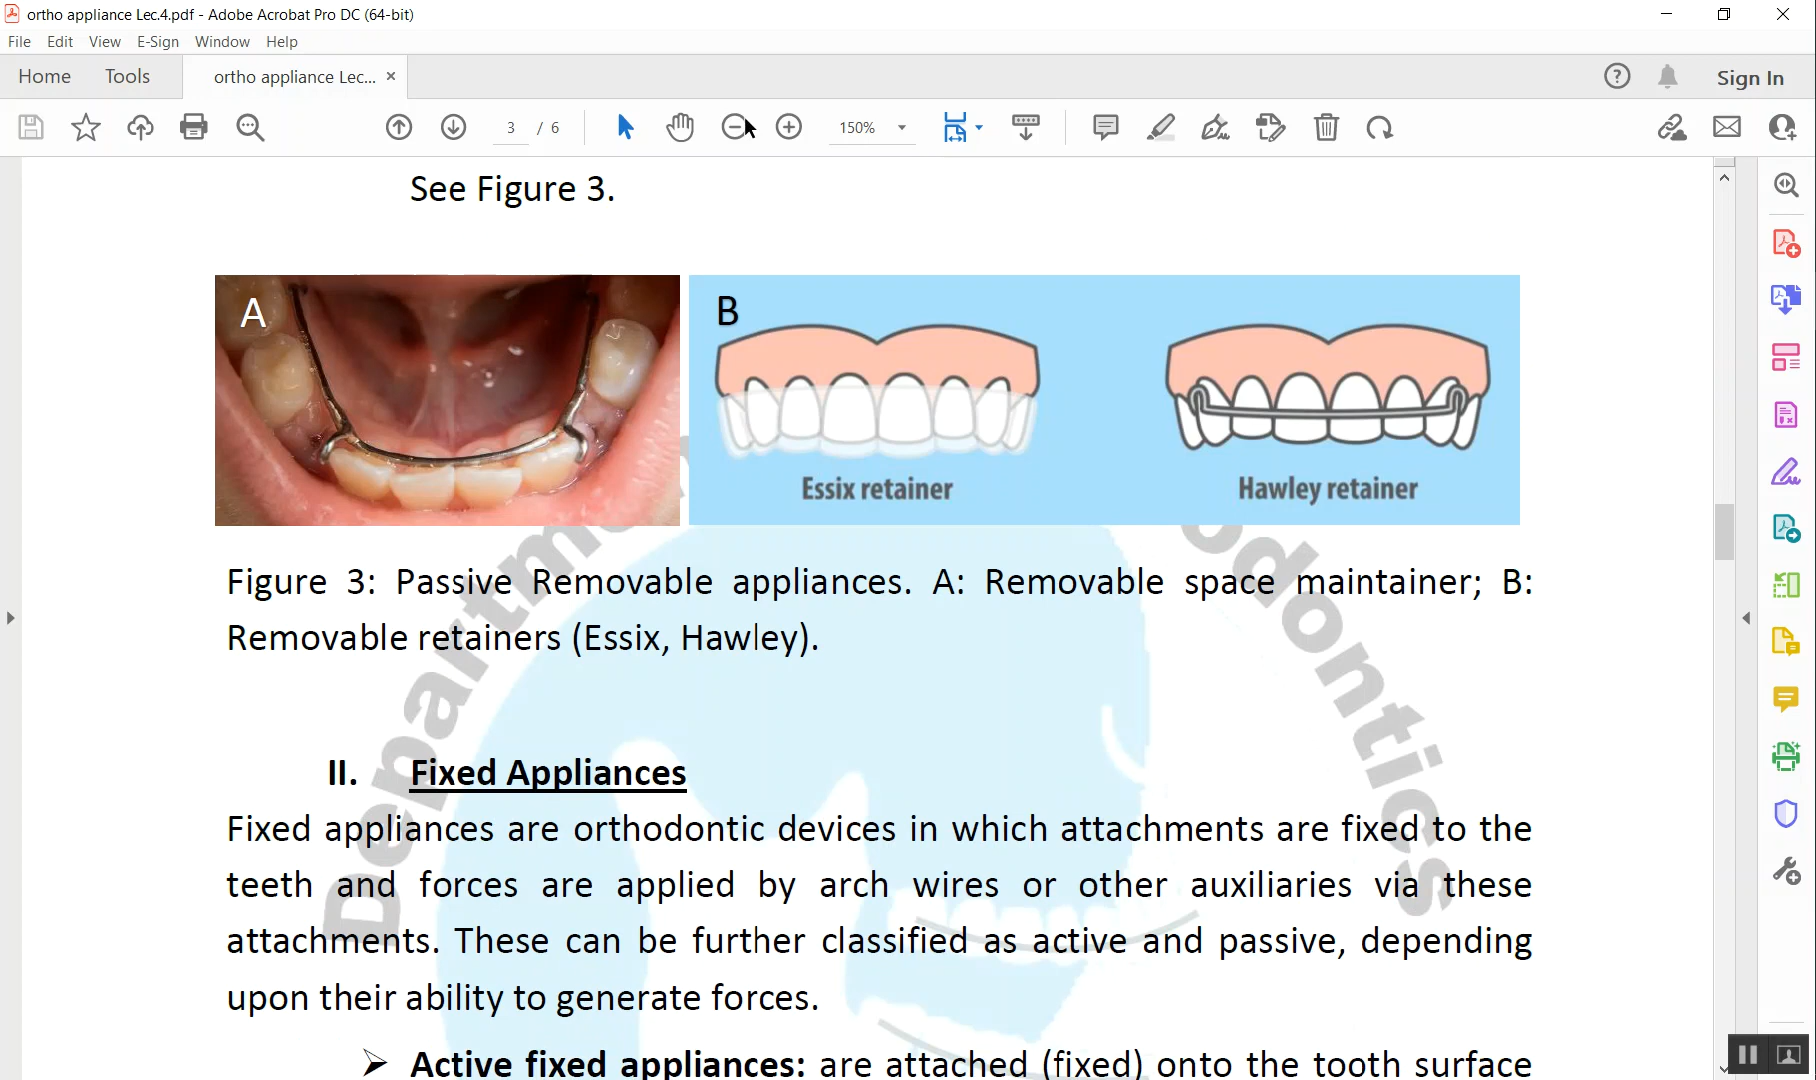 ortho appliance Lec.4.pdf - Adobe Acrobat Pro DC (64-bit)
File Edit View E-Sign Window Help
Home Tools ortho appliance Lec... × Sign In
3 / 6 150%
See Figure 3.
A
B
Essix retainer
Hawley retainer
Figure 3: Passive Removable appliances. A: Removable space maintainer; B:
Removable retainers (Essix, Hawley).
II. Fixed Appliances
Fixed appliances are orthodontic devices in which attachments are fixed to the
teeth and forces are applied by arch wires or other auxiliaries via these
attachments. These can be further classified as active and passive, depending
upon their ability to generate forces.
➢ Active fixed appliances: are attached (fixed) onto the tooth surface